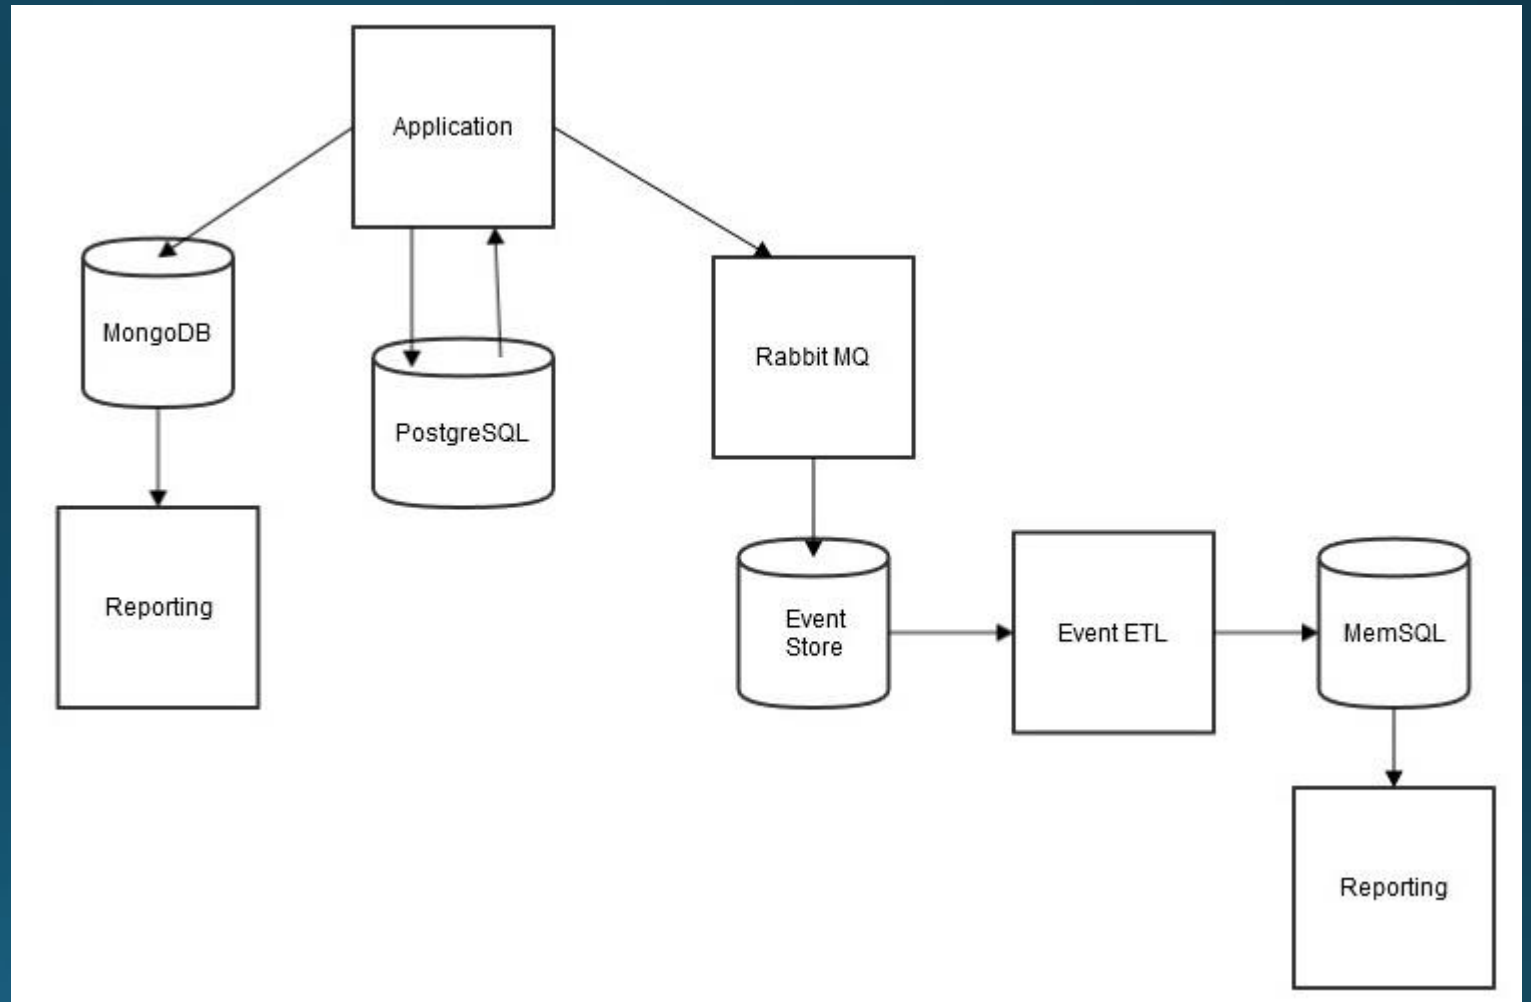 Application
MongoDB
Rabbit MQ
PostgreSQL
Reporting
Event
Store
Event ETL
MemSQL
Reporting